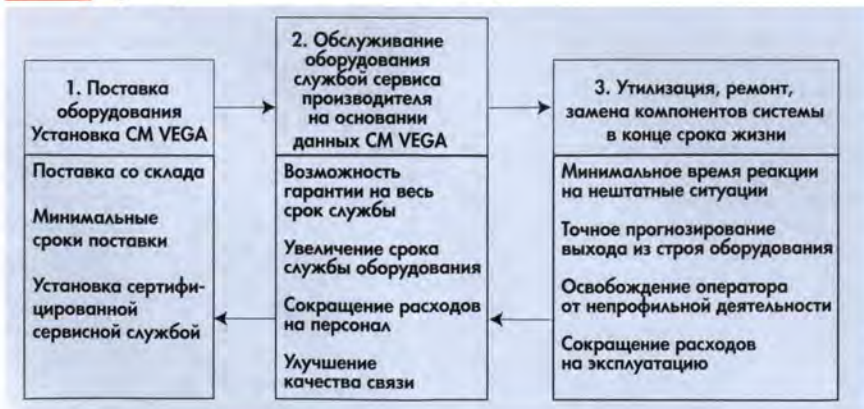 1. Поставка
оборудования
Установка СМ VEGA
Поставка со склада
Минимальные
сроки поставки
Установка сертифи-
цированной
сервисной службой
2. Обслуживание
оборудования
службой сервиса
производителя
на основании
данных СМ VEGA
Возможность
гарантии на весь
срок службы
Увеличение срока
службы оборудования
Сокращение расходов
на персонал
Улучшение
качества связи
3. Утилизация, ремонт,
замена компонентов системы
в конце срока жизни
Минимальное время реакции
на нештатные ситуации
Точное прогнозирование
выхода из строя оборудования
Освобождение оператора
от непрофильной деятельности
Сокращение расходов
на эксплуатацию